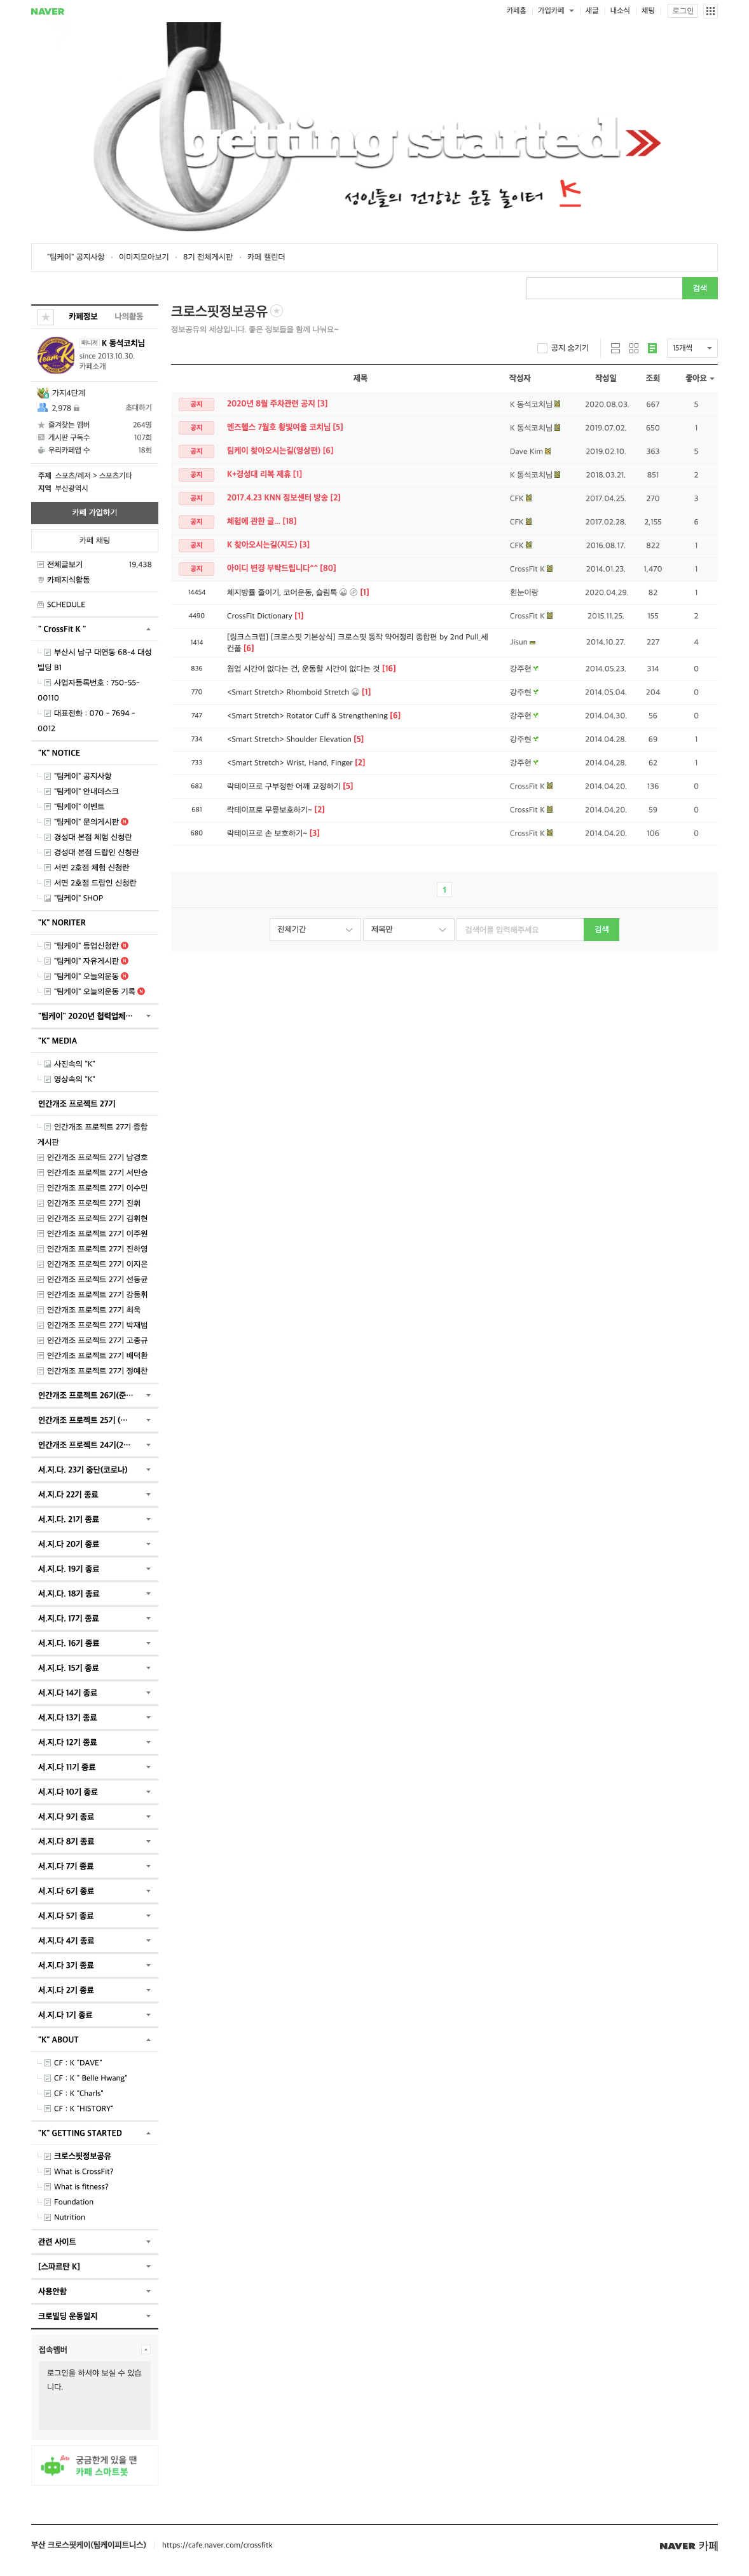 NAVER
카페홈 가입카페 새글 내소식 채팅 로그인
getting started
성인들의 건강한 운동 놀이터 K
"팀케이" 공지사항 · 이미지모아보기 · 8기 전체게시판 · 카페 캘린더
검색
카페정보 나의활동
매니저 K 동석코치님
since 2013.10.30.
카페소개
가지4단계
2,978 초대하기
즐겨찾는 멤버 264명
게시판 구독수 107회
우리카페앱 수 18회
주제 스포츠/레저 > 스포츠기타
지역 부산광역시
카페 가입하기
카페 채팅
전체글보기 19,438
카페지식활동
SCHEDULE
" CrossFit K "
부산시 남구 대연동 68-4 대성
빌딩 B1
사업자등록번호 : 750-55-
00110
대표전화 : 070 - 7694 -
0012
"K" NOTICE
"팀케이" 공지사항
"팀케이" 안내데스크
"팀케이" 이벤트
"팀케이" 문의게시판
경성대 본점 체험 신청란
경성대 본점 드랍인 신청란
서면 2호점 체험 신청란
서면 2호점 드랍인 신청란
"팀케이" SHOP
"K" NORITER
"팀케이" 등업신청란
"팀케이" 자유게시판
"팀케이" 오늘의운동
"팀케이" 오늘의운동 기록
"팀케이" 2020년 협력업체…
"K" MEDIA
사진속의 "K"
영상속의 "K"
인간개조 프로젝트 27기
인간개조 프로젝트 27기 종합
게시판
인간개조 프로젝트 27기 남경호
인간개조 프로젝트 27기 서민승
인간개조 프로젝트 27기 이수민
인간개조 프로젝트 27기 진휘
인간개조 프로젝트 27기 김휘현
인간개조 프로젝트 27기 이주원
인간개조 프로젝트 27기 진하영
인간개조 프로젝트 27기 이지은
인간개조 프로젝트 27기 선동균
인간개조 프로젝트 27기 강동휘
인간개조 프로젝트 27기 최욱
인간개조 프로젝트 27기 박재범
인간개조 프로젝트 27기 고종규
인간개조 프로젝트 27기 배덕환
인간개조 프로젝트 27기 정예찬
인간개조 프로젝트 26기(준…
인간개조 프로젝트 25기 (…
인간개조 프로젝트 24기(2…
서.지.다. 23기 중단(코로나)
서.지.다 22기 종료
서.지.다. 21기 종료
서.지.다 20기 종료
서.지.다. 19기 종료
서.지.다. 18기 종료
서.지.다. 17기 종료
서.지.다. 16기 종료
서.지.다. 15기 종료
서.지.다 14기 종료
서.지.다 13기 종료
서.지.다 12기 종료
서.지.다 11기 종료
서.지.다 10기 종료
서.지.다 9기 종료
서.지.다 8기 종료
서.지.다 7기 종료
서.지.다 6기 종료
서.지.다 5기 종료
서.지.다 4기 종료
서.지.다 3기 종료
서.지.다 2기 종료
서.지.다 1기 종료
"K" ABOUT
CF : K "DAVE"
CF : K " Belle Hwang"
CF : K "Charls"
CF : K "HISTORY"
"K" GETTING STARTED
크로스핏정보공유
What is CrossFit?
What is fitness?
Foundation
Nutrition
관련 사이트
[스파르탄 K]
사용안함
크로빌딩 운동일지
접속멤버
로그인을 하셔야 보실 수 있습
니다.
궁금한게 있을 땐
카페 스마트봇
크로스핏정보공유
정보공유의 세상입니다. 좋은 정보들을 함께 나눠요~
공지 숨기기 15개씩
제목 작성자 작성일 조회 좋아요
공지 2020년 8월 주차관련 공지 [3] K 동석코치님 2020.08.03. 667 5
공지 멘즈헬스 7월호 황빛여울 코치님 [5] K 동석코치님 2019.07.02. 650 1
공지 팀케이 찾아오시는길(영상편) [6] Dave Kim 2019.02.10. 363 5
공지 K+경성대 리복 제휴 [1] K 동석코치님 2018.03.21. 851 2
공지 2017.4.23 KNN 정보센터 방송 [2] CFK 2017.04.25. 270 3
공지 체험에 관한 글... [18] CFK 2017.02.28. 2,155 6
공지 K 찾아오시는길(지도) [3] CFK 2016.08.17. 822 1
공지 아이디 변경 부탁드립니다^^ [80] CrossFit K 2014.01.23. 1,470 1
14454 체지방률 줄이기, 코어운동, 슬림톡 [1] 흰눈이랑 2020.04.29. 82 1
4490 CrossFit Dictionary [1] CrossFit K 2015.11.25. 155 2
1414 [링크스크랩] [크로스핏 기본상식] 크로스핏 동작 약어정리 종합편 by 2nd Pull_세컨풀 [6] Jisun 2014.10.27. 227 4
836 웜업 시간이 없다는 건, 운동할 시간이 없다는 것 [16] 강주현 2014.05.23. 314 0
770 <Smart Stretch> Rhomboid Stretch [1] 강주현 2014.05.04. 204 0
747 <Smart Stretch> Rotator Cuff & Strengthening [6] 강주현 2014.04.30. 56 0
734 <Smart Stretch> Shoulder Elevation [5] 강주현 2014.04.28. 69 1
733 <Smart Stretch> Wrist, Hand, Finger [2] 강주현 2014.04.28. 62 1
682 락테이프로 구부정한 어깨 교정하기 [5] CrossFit K 2014.04.20. 136 0
681 락테이프로 무릎보호하기~ [2] CrossFit K 2014.04.20. 59 0
680 락테이프로 손 보호하기~ [3] CrossFit K 2014.04.20. 106 0
1
전체기간 제목만 검색어를 입력해주세요 검색
부산 크로스핏케이(팀케이피트니스) https://cafe.naver.com/crossfitk
NAVER 카페